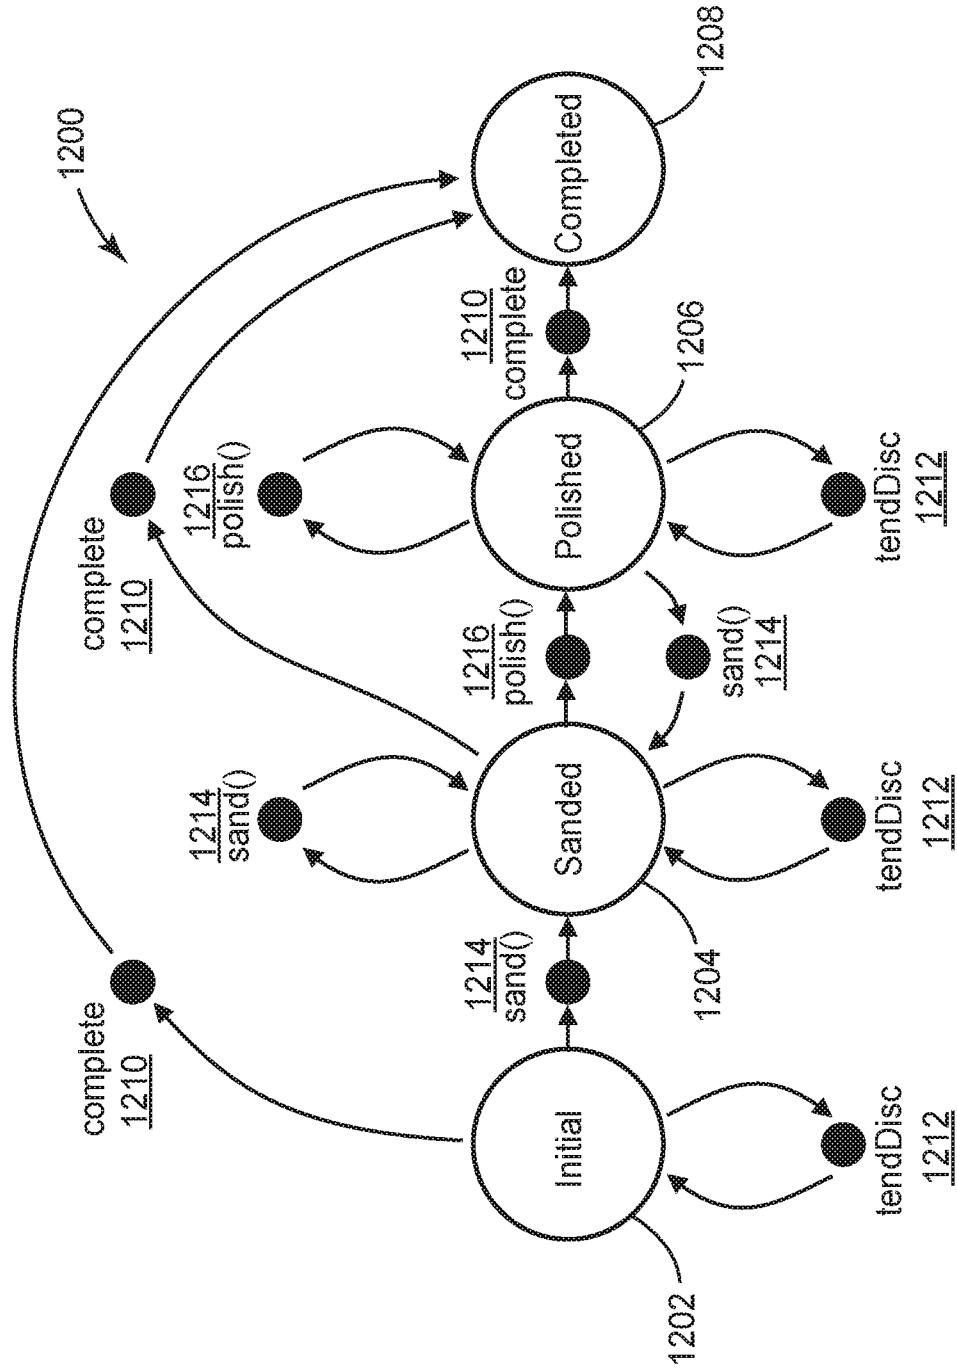 1200
complete
1210
complete
1210
1214
sand()
1216
polish()
1214
sand()
1216
polish()
1210
complete
Initial
Sanded
Polished
Completed
1202
1204
sand()
1214
1206
1208
tendDisc
1212
tendDisc
1212
tendDisc
1212